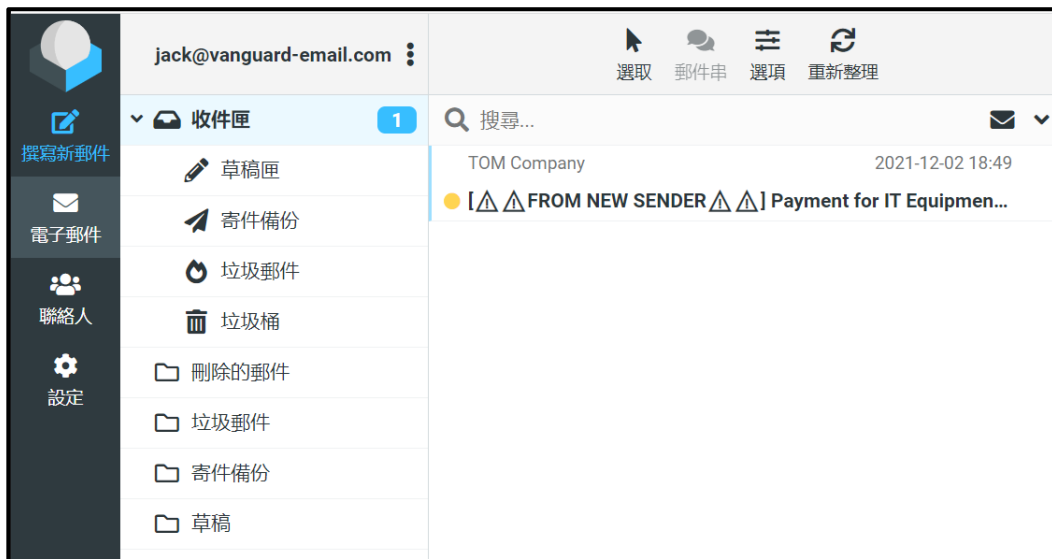 jack@vanguard-email.com
選取
郵件串
選項
重新整理
撰寫新郵件
電子郵件
聯絡人
設定
收件匣 1
草稿匣
寄件備份
垃圾郵件
垃圾桶
刪除的郵件
垃圾郵件
寄件備份
草稿
搜尋...
TOM Company 2021-12-02 18:49
[⚠ ⚠FROM NEW SENDER⚠ ⚠] Payment for IT Equipmen...